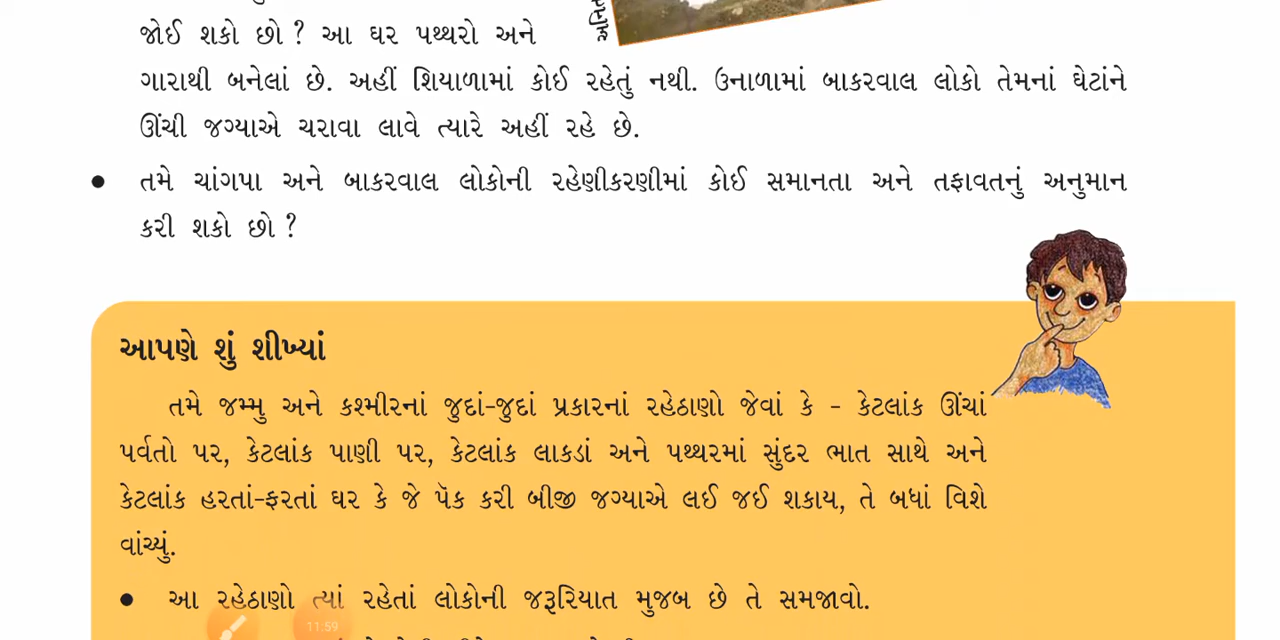 જોઈ શકો છો ? આ ઘર પથ્થરો અને
ગારાથી બનેલાં છે. અહીં શિયાળામાં કોઈ રહેતું નથી. ઉનાળામાં બાકરવાલ લોકો તેમનાં ઘેટાંને
ઊંચી જગ્યાએ ચરાવા લાવે ત્યારે અહીં રહે છે.
• તમે ચાંગપા અને બાકરવાલ લોકોની રહેણીકરણીમાં કોઈ સમાનતા અને તફાવતનું અનુમાન
કરી શકો છો ?
આપણે શું શીખ્યાં
તમે જમ્મુ અને કશ્મીરનાં જુદાં-જુદાં પ્રકારનાં રહેઠાણો જેવાં કે - કેટલાંક ઊંચાં
પર્વતો પર, કેટલાંક પાણી પર, કેટલાંક લાકડાં અને પથ્થરમાં સુંદર ભાત સાથે અને
કેટલાંક હરતાં-ફરતાં ઘર કે જે પૅક કરી બીજી જગ્યાએ લઈ જઈ શકાય, તે બધાં વિશે
વાંચ્યું.
• આ રહેઠાણો ત્યાં રહેતાં લોકોની જરૂરિયાત મુજબ છે તે સમજાવો.
11.59